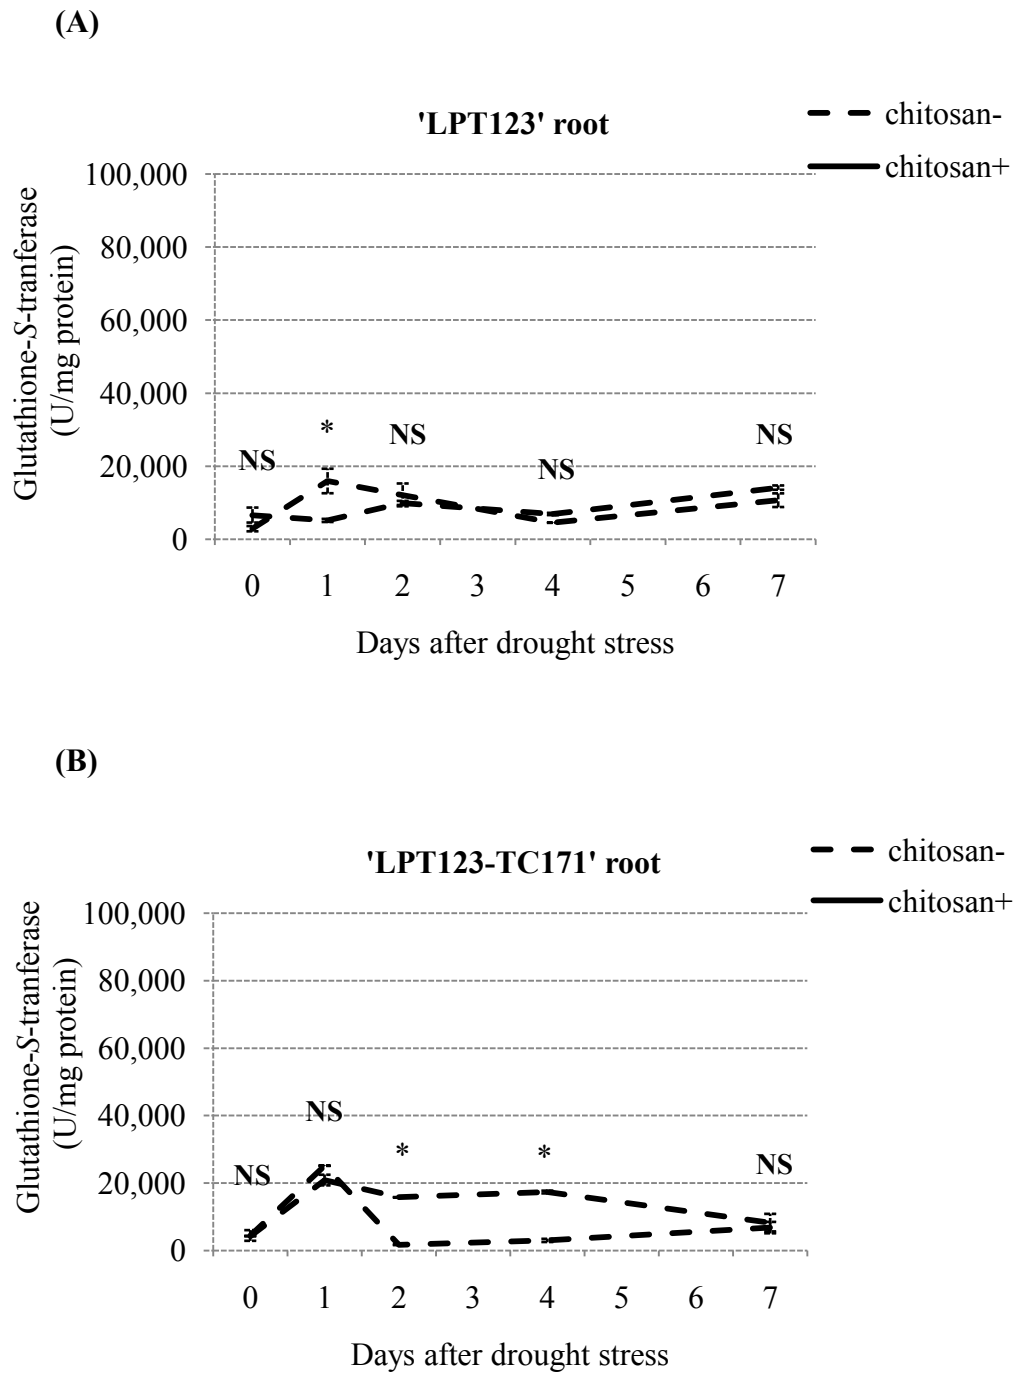 (A)
'LPT123' root
chitosan-
chitosan+
Glutathione-S-tranferase
(U/mg protein)
100,000
80,000
60,000
40,000
20,000
0
NS
*
NS
NS
NS
0 1 2 3 4 5 6 7
Days after drought stress
(B)
'LPT123-TC171' root
chitosan-
chitosan+
Glutathione-S-tranferase
(U/mg protein)
100,000
80,000
60,000
40,000
20,000
0
NS
NS
*
*
NS
0 1 2 3 4 5 6 7
Days after drought stress